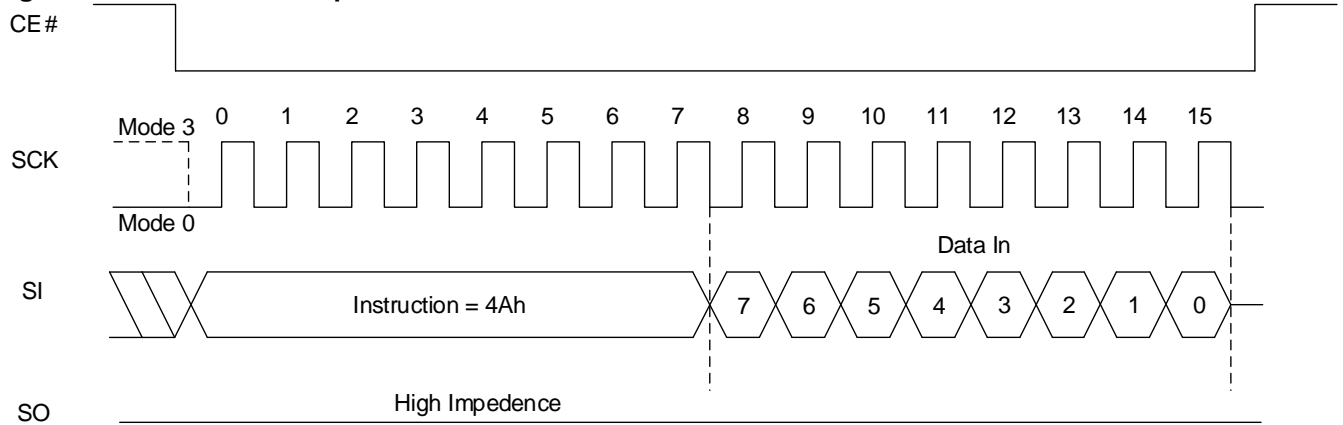 CE#
Mode 3
0 1 2 3 4 5 6 7 8 9 10 11 12 13 14 15
SCK
Mode 0
Data In
SI
Instruction = 4Ah
7 6 5 4 3 2 1 0
High Impedence
SO